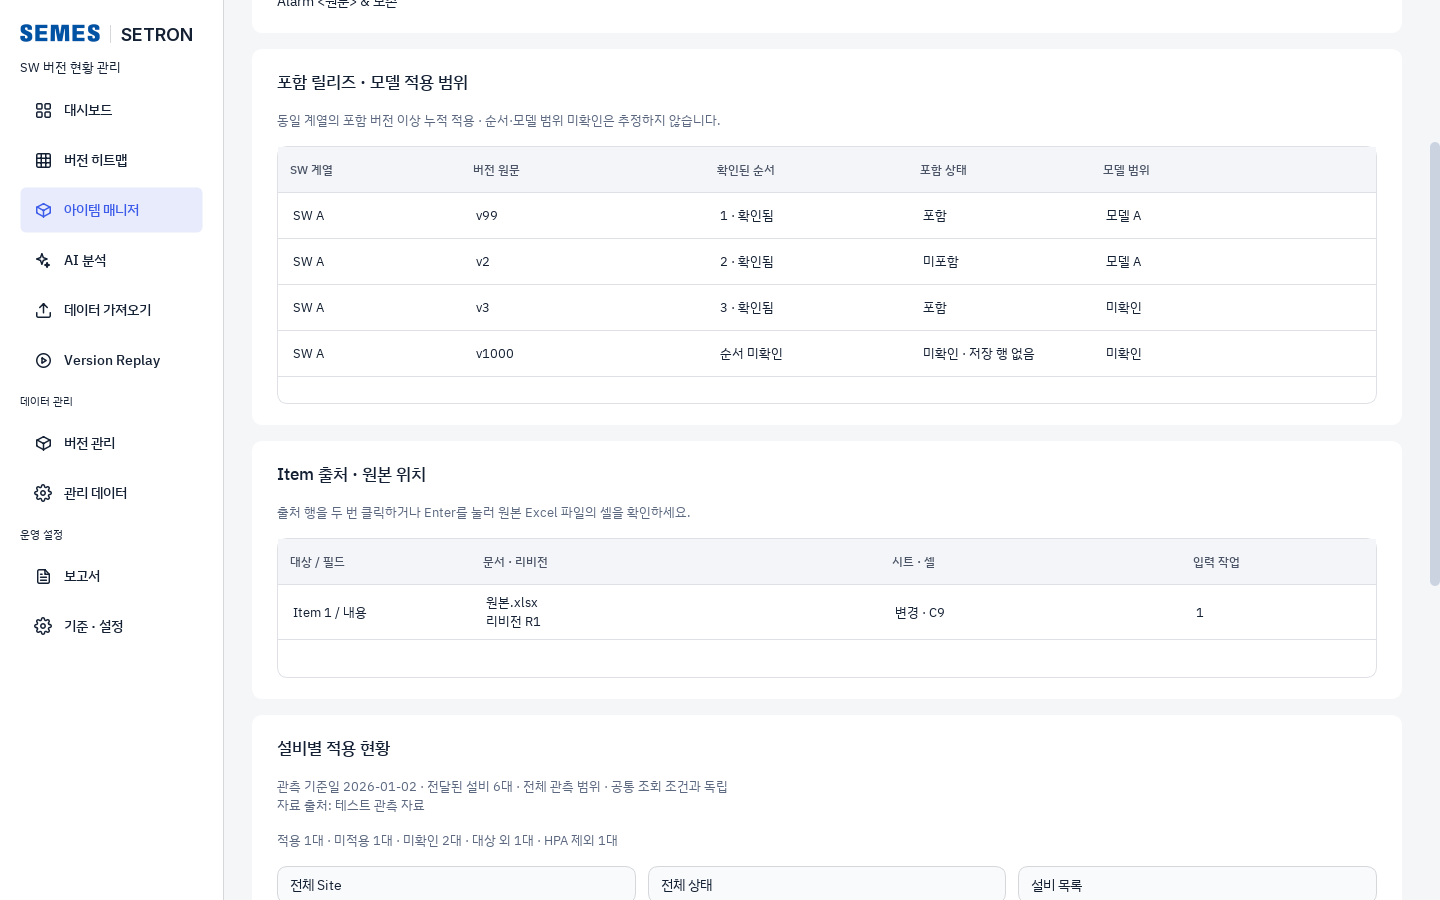 SEMES | SETRON
SW 버전 현황 관리
대시보드
버전 히트맵
아이템 매니저
AI 분석
데이터 가져오기
Version Replay
데이터 관리
버전 관리
관리 데이터
운영 설정
보고서
기준 · 설정
Alarm <원문> & 보존
포함 릴리즈 · 모델 적용 범위
동일 계열의 포함 버전 이상 누적 적용 · 순서·모델 범위 미확인은 추정하지 않습니다.
SW 계열 버전 원문 확인된 순서 포함 상태 모델 범위
SW A v99 1 · 확인됨 포함 모델 A
SW A v2 2 · 확인됨 미포함 모델 A
SW A v3 3 · 확인됨 포함 미확인
SW A v1000 순서 미확인 미확인 · 저장 행 없음 미확인
Item 출처 · 원본 위치
출처 행을 두 번 클릭하거나 Enter를 눌러 원본 Excel 파일의 셀을 확인하세요.
대상 / 필드 문서 · 리비전 시트 · 셀 입력 작업
Item 1 / 내용 원본.xlsx 변경 · C9 1
리비전 R1
설비별 적용 현황
관측 기준일 2026-01-02 · 전달된 설비 6대 · 전체 관측 범위 · 공통 조회 조건과 독립
자료 출처: 테스트 관측 자료
적용 1대 · 미적용 1대 · 미확인 2대 · 대상 외 1대 · HPA 제외 1대
전체 Site 전체 상태 설비 목록